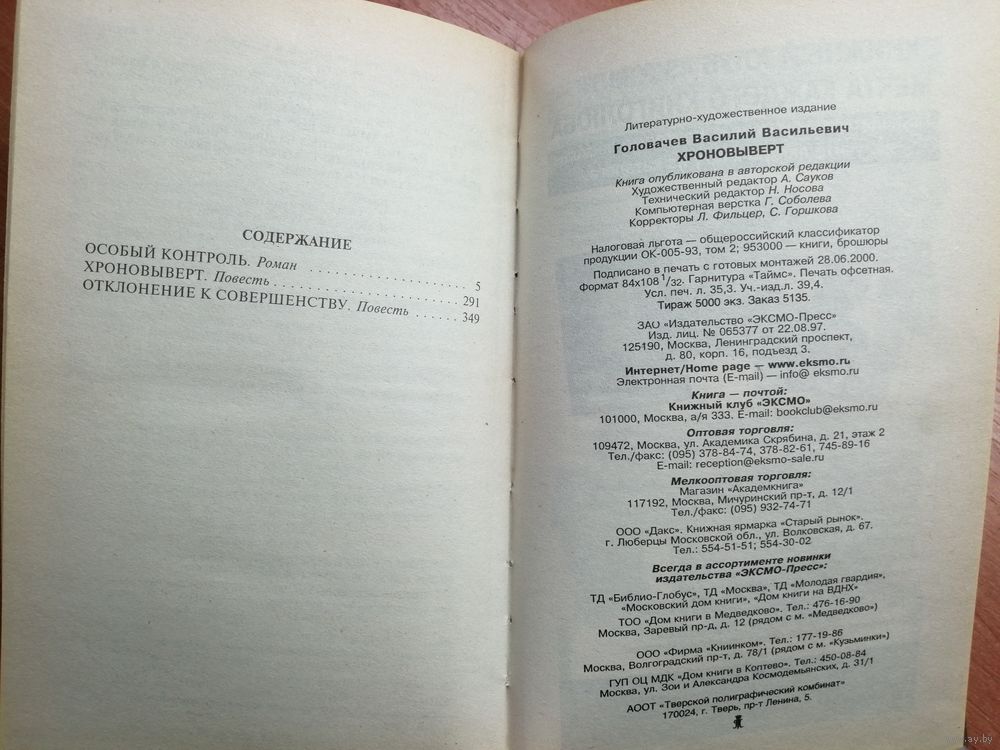 СОДЕРЖАНИЕ
ОСОБЫЙ КОНТРОЛЬ. Роман . . . . . . . . . . . . . . . . . . . 5
ХРОНОВЫВЕРТ. Повесть . . . . . . . . . . . . . . . . . . . . . . 291
ОТКЛОНЕНИЕ К СОВЕРШЕНСТВУ. Повесть . . . . . . 349
Литературно-художественное издание
Головачев Василий Васильевич
ХРОНОВЫВЕРТ
Книга опубликована в авторской редакции
Художественный редактор А. Сауков
Технический редактор Н. Носова
Компьютерная верстка Г. Соболева
Корректоры Л. Фильцер, С. Горшкова
Налоговая льгота — общероссийский классификатор
продукции ОК-005-93, том 2; 953000 — книги, брошюры
Подписано в печать с готовых монтажей 28.06.2000.
Формат 84x108 1/32. Гарнитура «Таймс». Печать офсетная.
Усл. печ. л. 35,3. Уч.-изд.л. 39,4.
Тираж 5000 экз. Заказ 5135.
ЗАО «Издательство «ЭКСМО-Пресс»
Изд. лиц. № 065377 от 22.08.97.
125190, Москва, Ленинградский проспект,
д. 80, корп. 16, подъезд 3.
Интернет/Home page — www.eksmo.ru
Электронная почта (E-mail) — info@ eksmo.ru
Книга — почтой:
Книжный клуб «ЭКСМО»
101000, Москва, а/я 333. E-mail: bookclub@eksmo.ru
Оптовая торговля:
109472, Москва, ул. Академика Скрябина, д. 21, этаж 2
Тел./факс: (095) 378-84-74, 378-82-61, 745-89-16
E-mail: reception@eksmo-sale.ru
Мелкооптовая торговля:
Магазин «Академкнига»
117192, Москва, Мичуринский пр-т, д. 12/1
Тел./факс: (095) 932-74-71
ООО «Дакс». Книжная ярмарка «Старый рынок».
г. Люберцы Московской обл., ул. Волковская, д. 67.
Тел.: 554-51-51; 554-30-02
Всегда в ассортименте новинки
издательства «ЭКСМО-Пресс»:
ТД «Библио-Глобус», ТД «Москва», ТД «Молодая гвардия»,
«Московский дом книги», «Дом книги на ВДНХ»
ТОО «Дом книги в Медведково». Тел.: 476-16-90
Москва, Заревый пр-д, д. 12 (рядом с м. «Медведково»)
ООО «Фирма «Книинком». Тел.: 177-19-86
Москва, Волгоградский пр-т, д. 78/1 (рядом с м. «Кузьминки»)
ГУП ОЦ МДК «Дом книги в Коптево». Тел.: 450-08-84
Москва, ул. Зои и Александра Космодемьянских, д. 31/1
АООТ «Тверской полиграфический комбинат»
170024, г. Тверь, пр-т Ленина, 5.